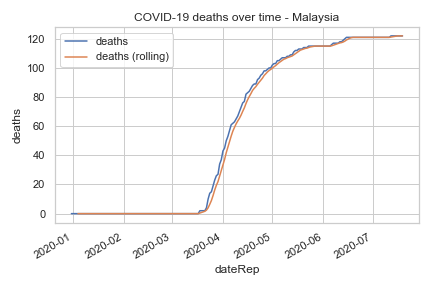 COVID-19 deaths over time - Malaysia
deaths
deaths (rolling)
120
100
80
60
40
20
0
deaths
2020-01
2020-02
2020-03
2020-04
2020-05
2020-06
2020-07
dateRep